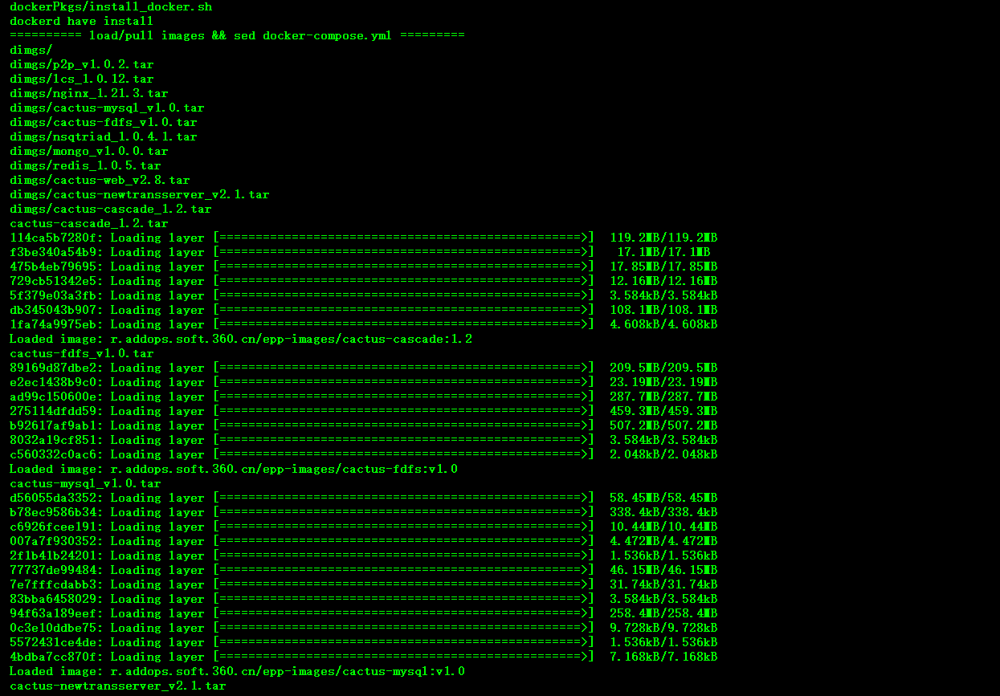 dockerPkgs/install_docker.sh
dockerd have install
========== load/pull images && sed docker-compose.yml =========
dimgs/
dimgs/p2p_v1.0.2.tar
dimgs/lcs_1.0.12.tar
dimgs/nginx_1.21.3.tar
dimgs/cactus-mysql_v1.0.tar
dimgs/cactus-fdfs_v1.0.tar
dimgs/nsqtriad_1.0.4.1.tar
dimgs/mongo_v1.0.0.tar
dimgs/redis_1.0.5.tar
dimgs/cactus-web_v2.8.tar
dimgs/cactus-newtransserver_v2.1.tar
dimgs/cactus-cascade_1.2.tar
cactus-cascade_1.2.tar
114ca5b7280f: Loading layer [==================================================>]  119.2MB/119.2MB
f3be340a54b9: Loading layer [==================================================>]   17.1MB/17.1MB
475b4eb79695: Loading layer [==================================================>]  17.85MB/17.85MB
729cb51342e5: Loading layer [==================================================>]  12.16MB/12.16MB
5f379e03a3fb: Loading layer [==================================================>]  3.584kB/3.584kB
db345043b907: Loading layer [==================================================>]  108.1MB/108.1MB
1fa74a9975eb: Loading layer [==================================================>]  4.608kB/4.608kB
Loaded image: r.addops.soft.360.cn/epp-images/cactus-cascade:1.2
cactus-fdfs_v1.0.tar
89169d87dbe2: Loading layer [==================================================>]  209.5MB/209.5MB
e2ec1438b9c0: Loading layer [==================================================>]  23.19MB/23.19MB
ad99c150600e: Loading layer [==================================================>]  287.7MB/287.7MB
275114dfdd59: Loading layer [==================================================>]  459.3MB/459.3MB
b92617af9ab1: Loading layer [==================================================>]  507.2MB/507.2MB
8032a19cf851: Loading layer [==================================================>]  3.584kB/3.584kB
c560332c0ac6: Loading layer [==================================================>]  2.048kB/2.048kB
Loaded image: r.addops.soft.360.cn/epp-images/cactus-fdfs:v1.0
cactus-mysql_v1.0.tar
d56055da3352: Loading layer [==================================================>]  58.45MB/58.45MB
b78ec9586b34: Loading layer [==================================================>]  338.4kB/338.4kB
c6926fcee191: Loading layer [==================================================>]  10.44MB/10.44MB
007a7f930352: Loading layer [==================================================>]  4.472MB/4.472MB
2f1b41b24201: Loading layer [==================================================>]  1.536kB/1.536kB
77737de99484: Loading layer [==================================================>]  46.15MB/46.15MB
7e7fffcdabb3: Loading layer [==================================================>]  31.74kB/31.74kB
83bba6458029: Loading layer [==================================================>]  3.584kB/3.584kB
94f63a189eef: Loading layer [==================================================>]  258.4MB/258.4MB
0c3e10ddbe75: Loading layer [==================================================>]  9.728kB/9.728kB
5572431ce4de: Loading layer [==================================================>]  1.536kB/1.536kB
4bdba7cc870f: Loading layer [==================================================>]  7.168kB/7.168kB
Loaded image: r.addops.soft.360.cn/epp-images/cactus-mysql:v1.0
cactus-newtransserver_v2.1.tar